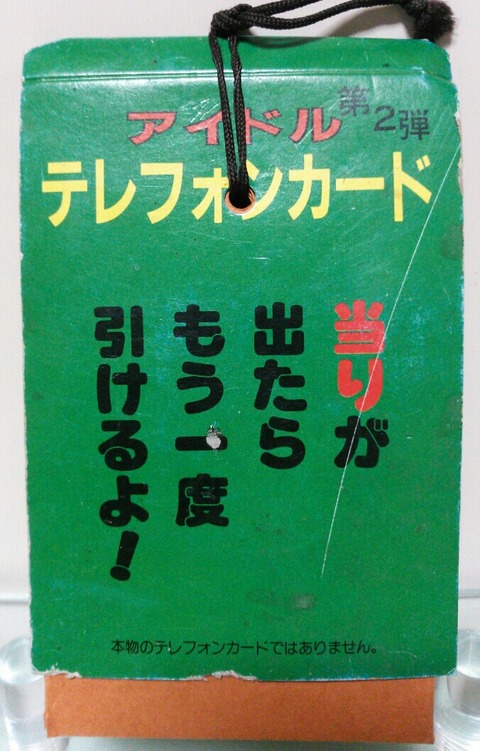 アイドル 第2弾
テレフォンカード
当りが
出たら
もう一度
引けるよ!
本物のテレフォンカードではありません。